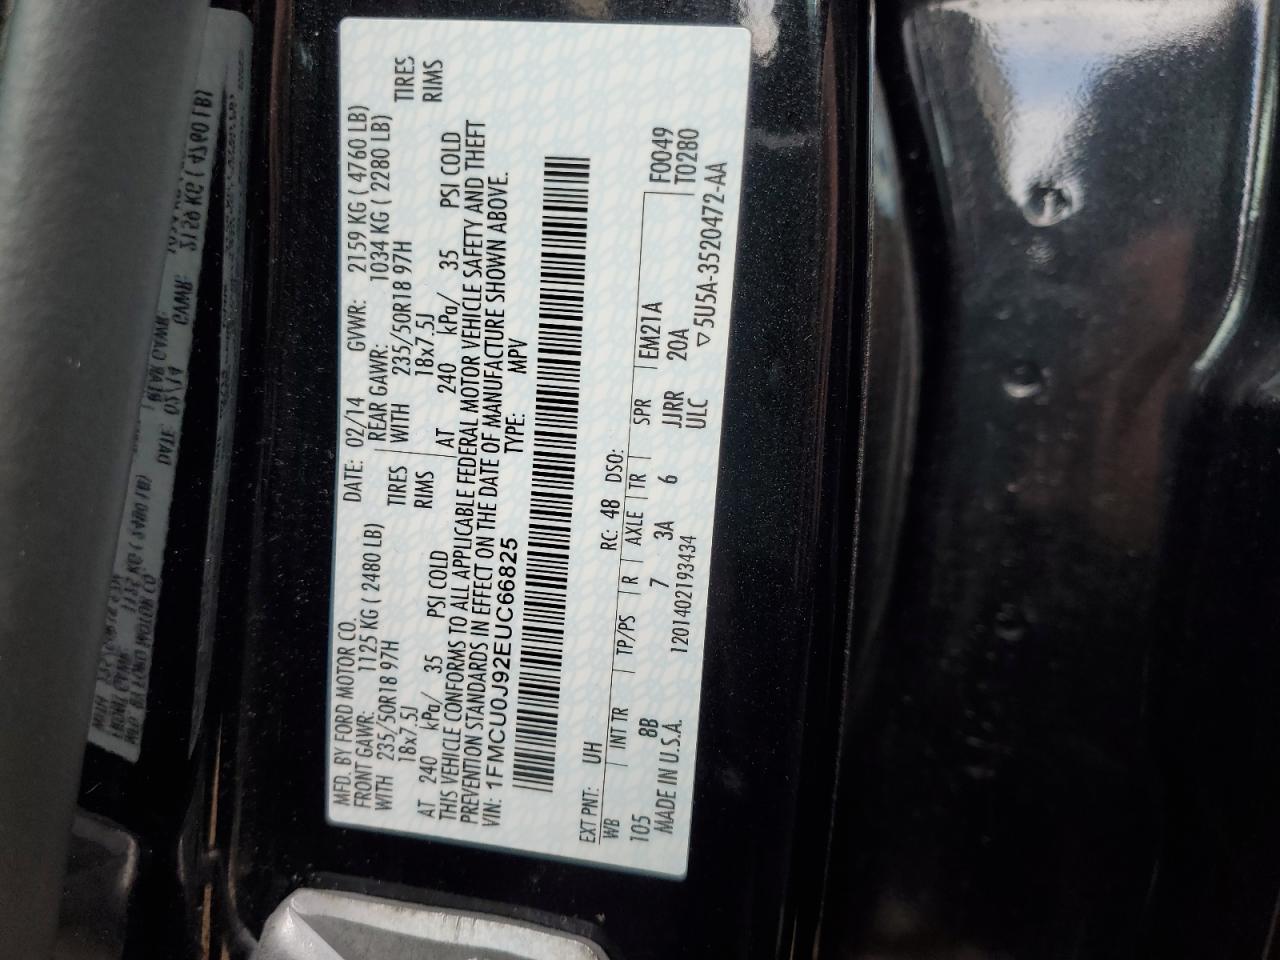 MFD. BY FORD MOTOR CO. DATE: 02/14 GVWR: 2159 KG ( 4760 LB)
FRONT GAWR: 1125 KG ( 2480 LB) REAR GAWR: 1034 KG ( 2280 LB)
WITH 235/50R18 97H TIRES WITH 235/50R18 97H TIRES
18x7.5J RIMS 18x7.5J RIMS
AT 240 kPa/ 35 PSI COLD AT 240 kPa/ 35 PSI COLD
THIS VEHICLE CONFORMS TO ALL APPLICABLE FEDERAL MOTOR VEHICLE SAFETY AND THEFT
PREVENTION STANDARDS IN EFFECT ON THE DATE OF MANUFACTURE SHOWN ABOVE.
VIN: 1FMCU0J92EUC66825 TYPE: MPV
EXT PNT: UH RC: 48 DSO:
WB INT TR TP/PS R AXLE TR SPR EM21A F0049
105 8B 7 3A 6 JJRR 20A T0280
MADE IN U.S.A. 1201402193434 ULC ▽5U5A-3520472-AA